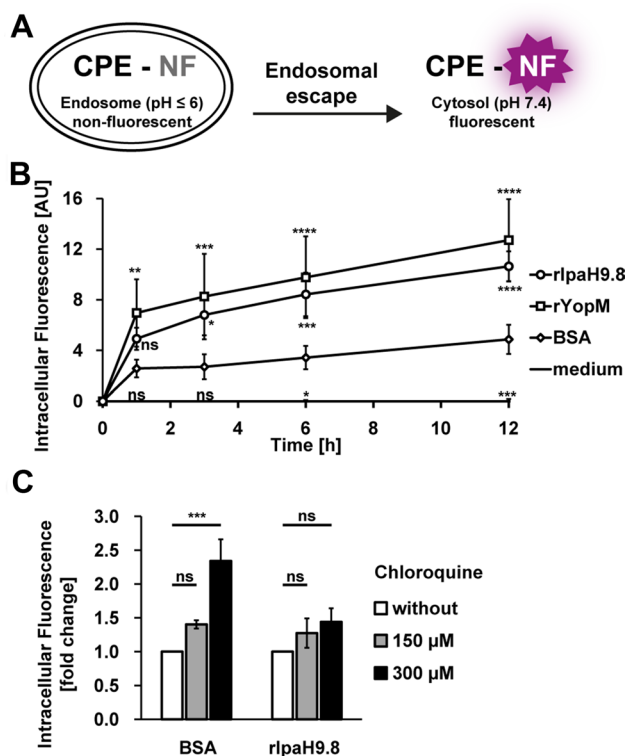 A
CPE - NF
Endosome (pH ≤ 6)
non-fluorescent
Endosomal
escape
CPE - NF
Cytosol (pH 7.4)
fluorescent
B
Intracellular Fluorescence [AU]
16
12
8
4
0
** *** **** ****
ns * *** ****
ns ns * ***
0 2 4 6 8 10 12
Time [h]
rIpaH9.8
rYopM
BSA
medium
C
Intracellular Fluorescence
[fold change]
3.0
2.5
2.0
1.5
1.0
0.5
0.0
*** ns
ns ns
BSA rIpaH9.8
Chloroquine
without
150 µM
300 µM